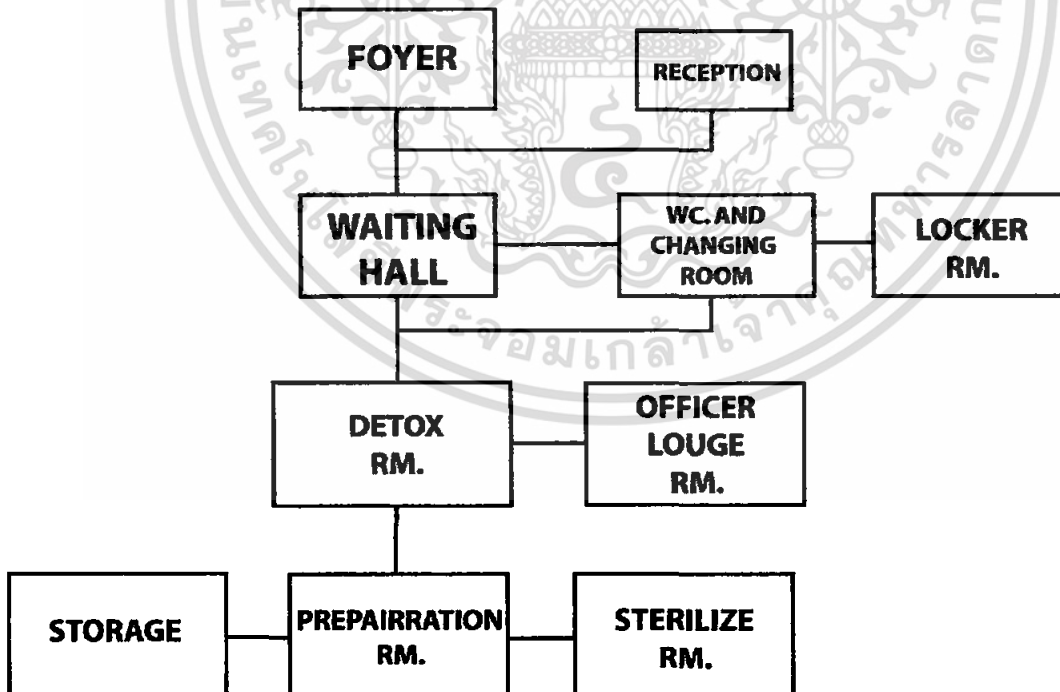 FOYER
RECEPTION
WAITING
HALL
WC. AND
CHANGING
ROOM
LOCKER
RM.
DETOX
RM.
OFFICER
LOUGE
RM.
STORAGE
PREPAIRRATION
RM.
STERILIZE
RM.